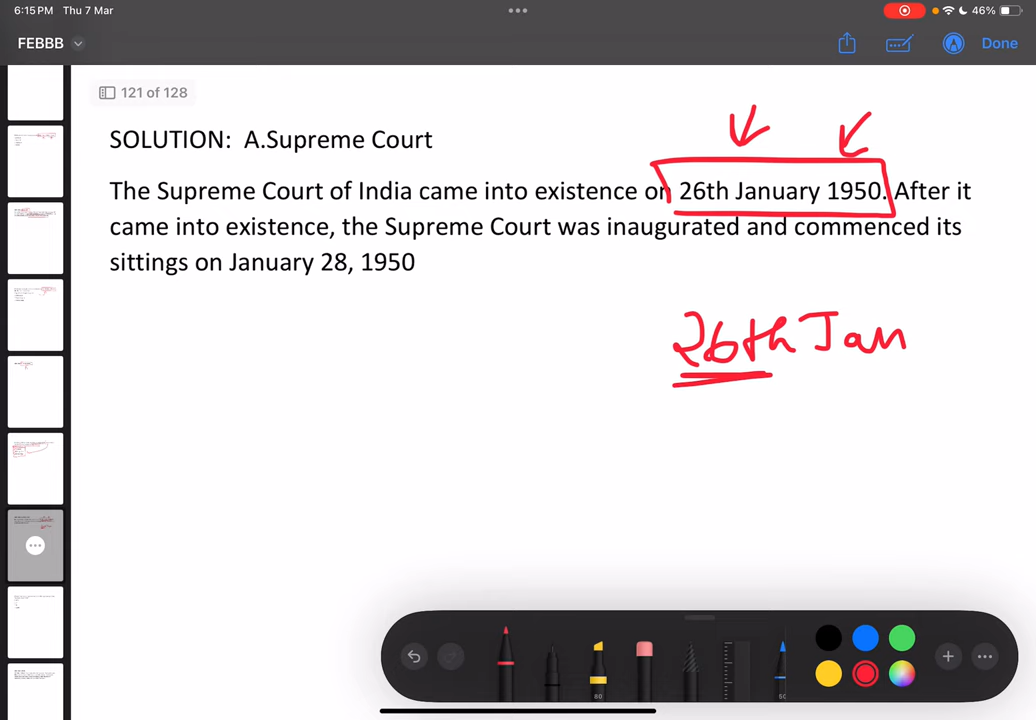 6:15 PM Thu 7 Mar
46%
FEBBB
Done
121 of 128
SOLUTION: A.Supreme Court
The Supreme Court of India came into existence on 26th January 1950. After it
came into existence, the Supreme Court was inaugurated and commenced its
sittings on January 28, 1950
26th Jan
80
50